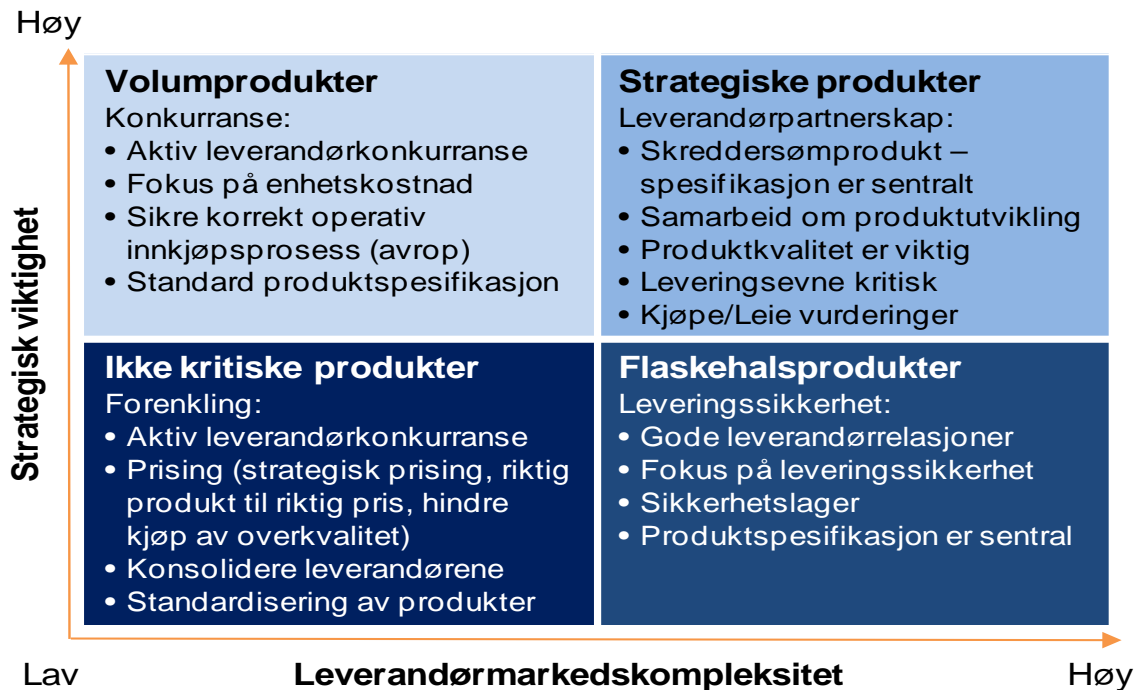 Høy
Strategisk viktighet
Volumprodukter
Konkurranse:
• Aktiv leverandørkonkurranse
• Fokus på enhetskostnad
• Sikre korrekt operativ
innkjøpsprosess (avrop)
• Standard produktspesifikasjon
Strategiske produkter
Leverandørpartnerskap:
• Skreddersømprodukt –
spesifikasjon er sentralt
• Samarbeid om produktutvikling
• Produktkvalitet er viktig
• Leveringsevne kritisk
• Kjøpe/Leie vurderinger
Ikke kritiske produkter
Forenkling:
• Aktiv leverandørkonkurranse
• Prising (strategisk prising, riktig
produkt til riktig pris, hindre
kjøp av overkvalitet)
• Konsolidere leverandørene
• Standardisering av produkter
Flaskehalsprodukter
Leveringssikkerhet:
• Gode leverandørrelasjoner
• Fokus på leveringssikkerhet
• Sikkerhetslager
• Produktspesifikasjon er sentral
Lav
Leverandørmarkedskompleksitet
Høy